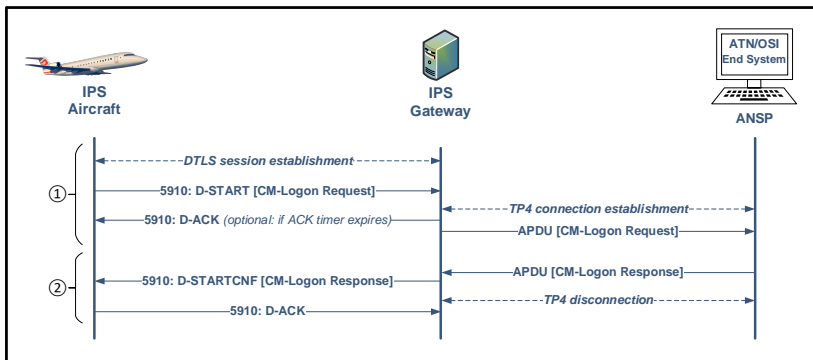 ATN/OSI
End System
IPS
Aircraft
IPS
Gateway
ANSP
DTLS session establishment
①
5910: D-START [CM-Logon Request]
TP4 connection establishment
5910: D-ACK (optional: if ACK timer expires)
APDU [CM-Logon Request]
APDU [CM-Logon Response]
②
5910: D-STARTCNF [CM-Logon Response]
TP4 disconnection
5910: D-ACK